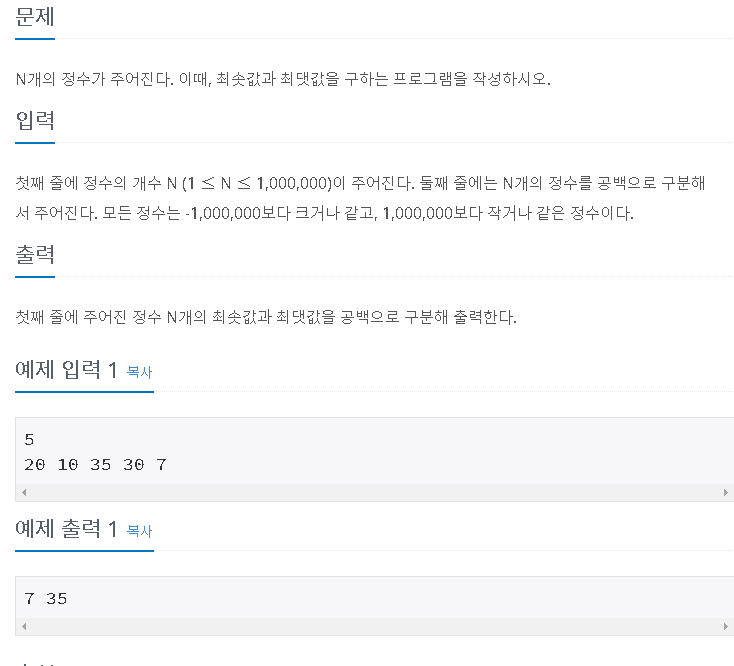 문제
N개의 정수가 주어진다. 이때, 최솟값과 최댓값을 구하는 프로그램을 작성하시오.
입력
첫째 줄에 정수의 개수 N (1 ≤ N ≤ 1,000,000)이 주어진다. 둘째 줄에는 N개의 정수를 공백으로 구분해
서 주어진다. 모든 정수는 -1,000,000보다 크거나 같고, 1,000,000보다 작거나 같은 정수이다.
출력
첫째 줄에 주어진 정수 N개의 최솟값과 최댓값을 공백으로 구분해 출력한다.
예제 입력 1 복사
5
20 10 35 30 7
예제 출력 1 복사
7 35